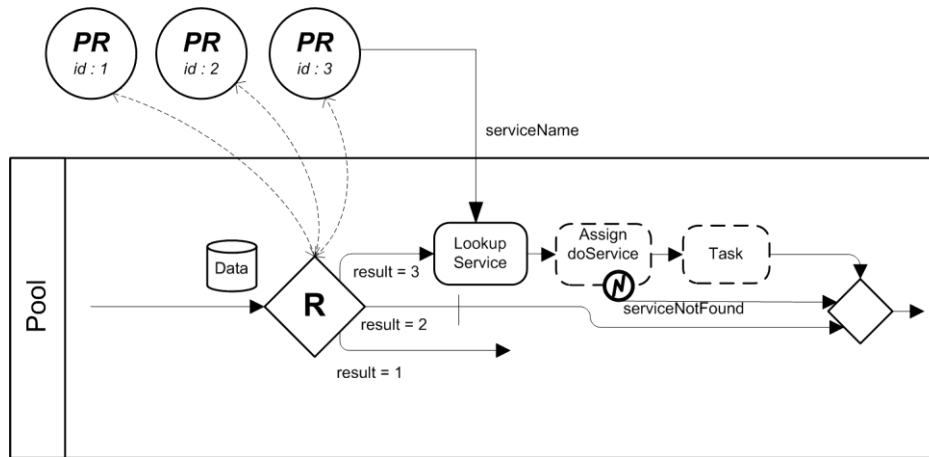 PR
id : 1
PR
id : 2
PR
id : 3
serviceName
Pool
Data
R
result = 3
result = 2
result = 1
Lookup
Service
Assign
doService
Task
serviceNotFound